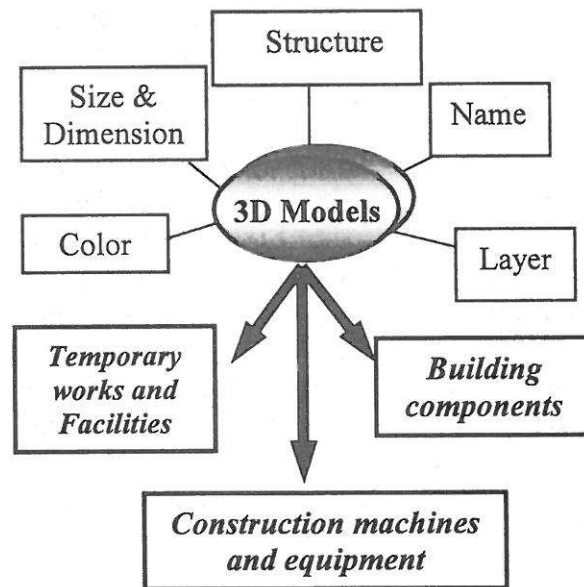 Structure
Size &
Dimension
Name
3D Models
Color
Layer
Temporary
works and
Facilities
Building
components
Construction machines
and equipment